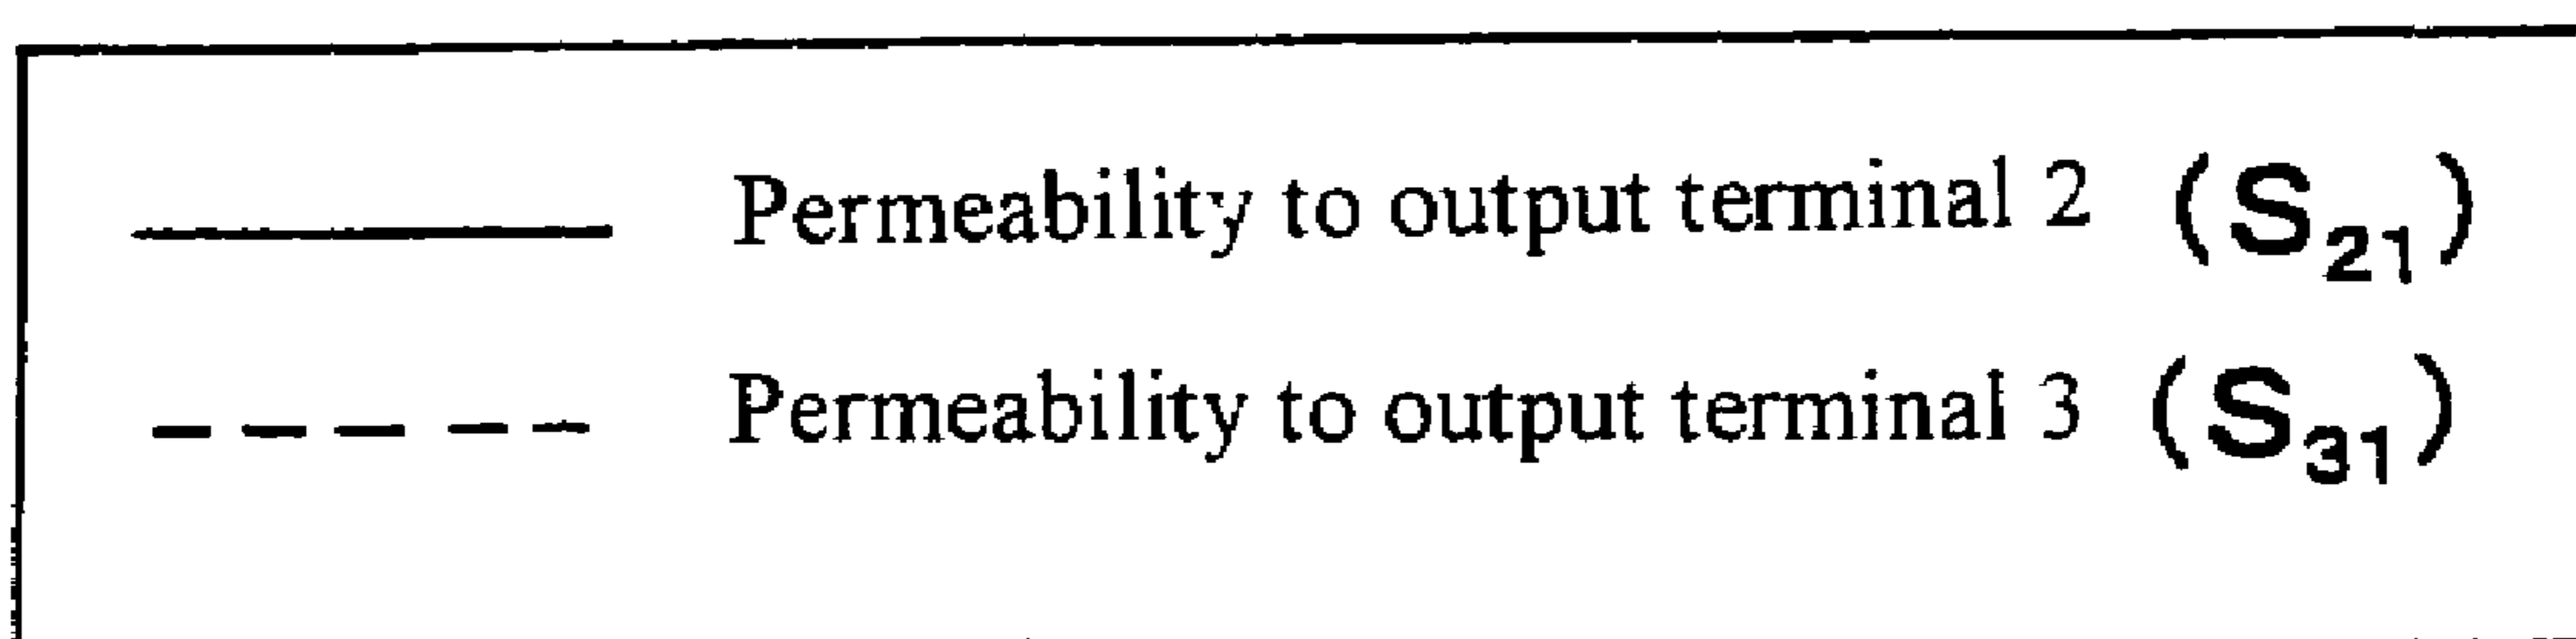 Permeability to output terminal 2 (S₂₁)
Permeability to output terminal 3 (S₃₁)